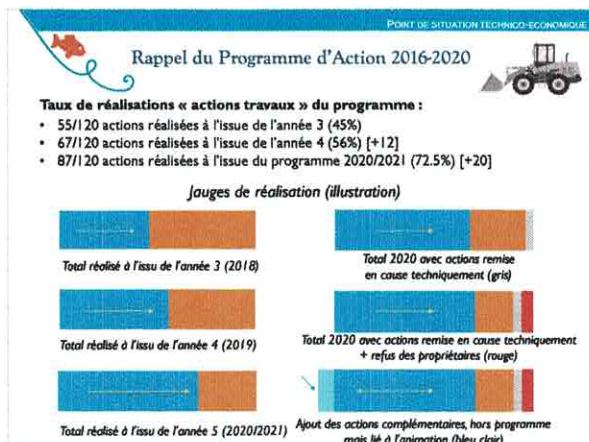 POINT DE SITUATION TECHNICO-ECONOMIQUE
Rappel du Programme d'Action 2016-2020
Taux de réalisations « actions travaux » du programme :
• 55/120 actions réalisées à l'issue de l'année 3 (45%)
• 67/120 actions réalisées à l'issue de l'année 4 (56%) [+12]
• 87/120 actions réalisées à l'issue du programme 2020/2021 (72.5%) [+20]
Jauges de réalisation (illustration)
Total réalisé à l'issu de l'année 3 (2018)
Total 2020 avec actions remise
en cause techniquement (gris)
Total réalisé à l'issu de l'année 4 (2019)
Total 2020 avec actions remise en cause techniquement
+ refus des propriétaires (rouge)
Total réalisé à l'issu de l'année 5 (2020/2021)
Ajout des actions complémentaires, hors programme
mais lié à l'animation (bleu clair)